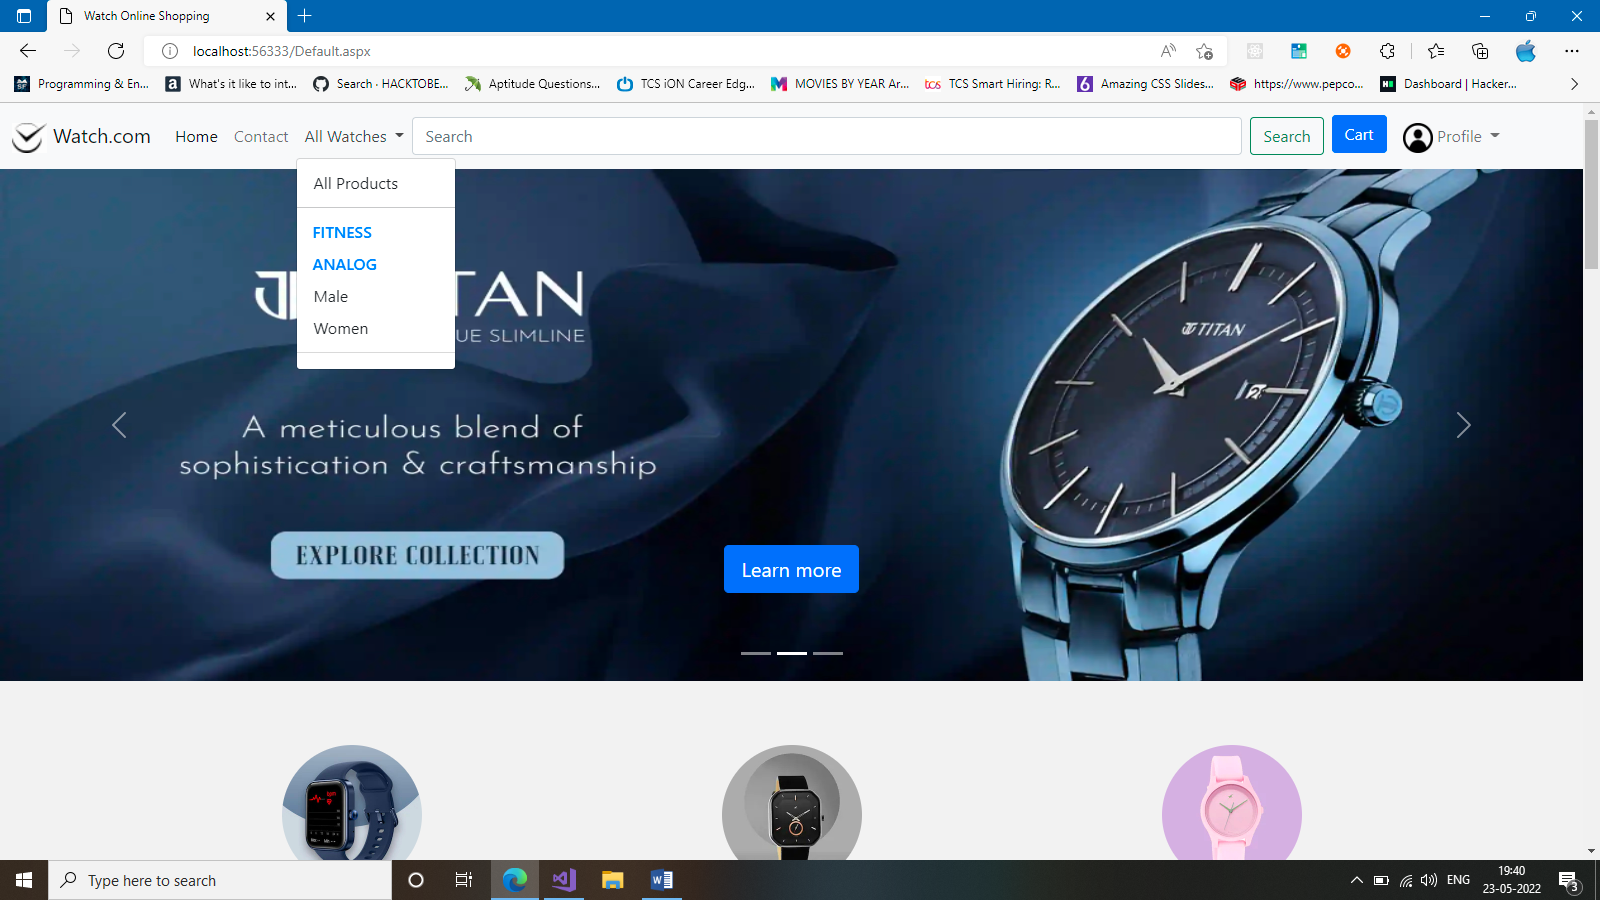 Watch Online Shopping
localhost:56333/Default.aspx
Programming & En... What's it like to int... Search · HACKTOBE... Aptitude Questions... TCS iON Career Edg... MOVIES BY YEAR Ar... TCS Smart Hiring: R... Amazing CSS Slides... https://www.pepco... Dashboard | Hacker...
Watch.com Home Contact All Watches Search Search Cart Profile
All Products
FITNESS
ANALOG
Male
Women
TAN
UE SLIMLINE
A meticulous blend of
sophistication & craftsmanship
EXPLORE COLLECTION
Learn more
TITAN
Type here to search
ENG
19:40
23-05-2022
3